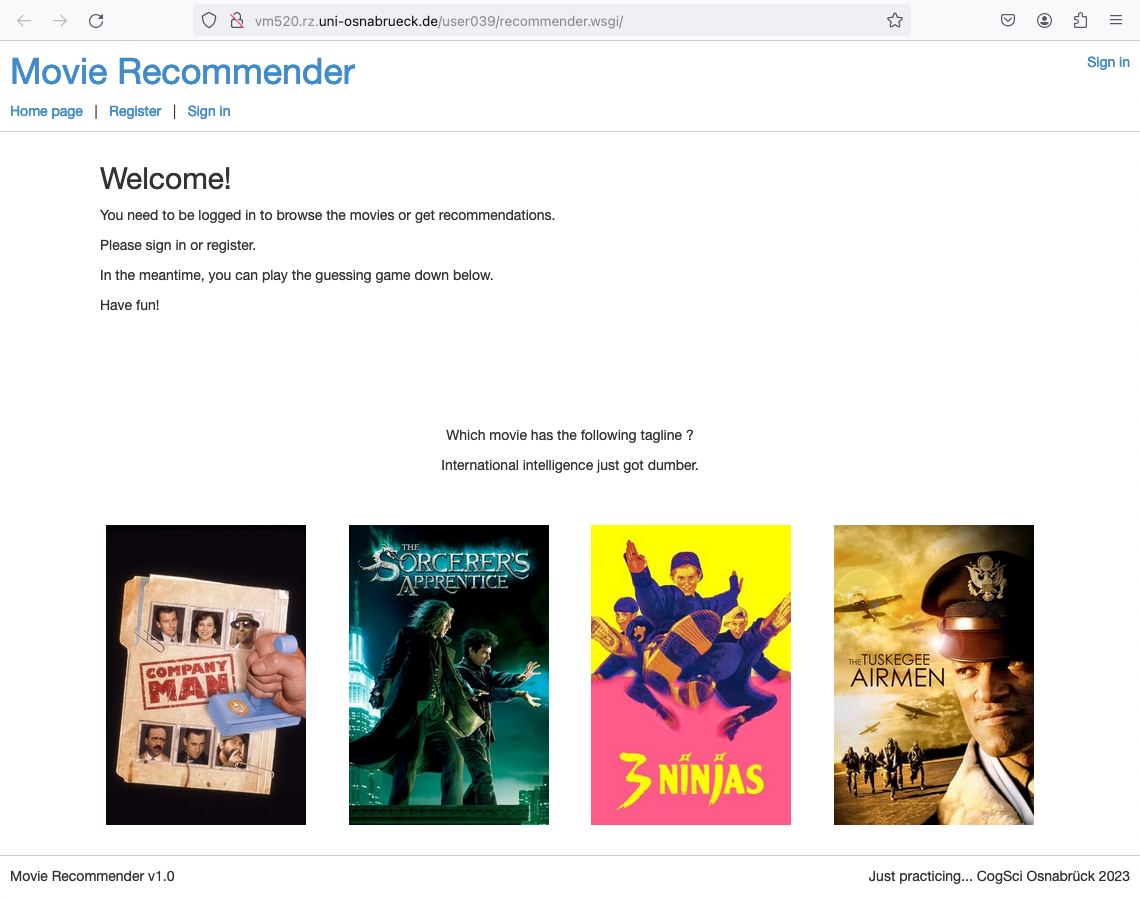 vm520.rz.uni-osnabrueck.de/user039/recommender.wsgi/
Movie Recommender
Sign in
Home page | Register | Sign in
Welcome!
You need to be logged in to browse the movies or get recommendations.
Please sign in or register.
In the meantime, you can play the guessing game down below.
Have fun!
Which movie has the following tagline ?
International intelligence just got dumber.
COMPANY
MAN
THE
SORCERER'S
APPRENTICE
3 NINJAS
THE TUSKEGEE
AIRMEN
Movie Recommender v1.0
Just practicing... CogSci Osnabrück 2023